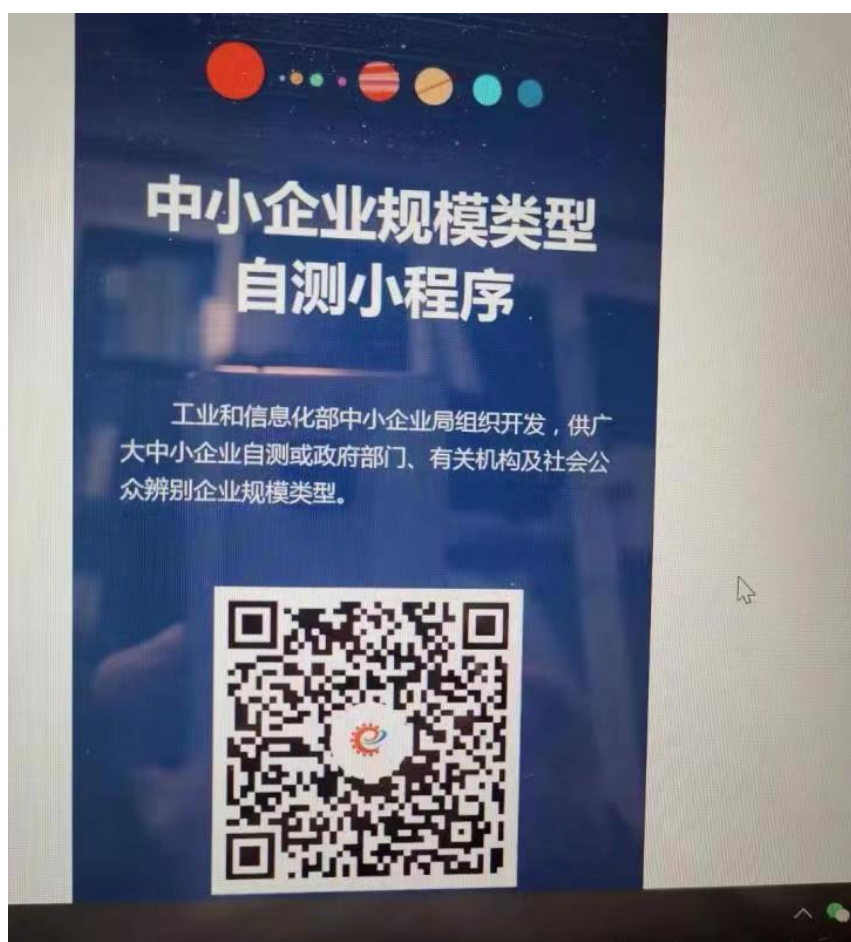 中小企业规模类型
自测小程序
工业和信息化部中小企业局组织开发，供广
大中小企业自测或政府部门、有关机构及社会公
众辨别企业规模类型。